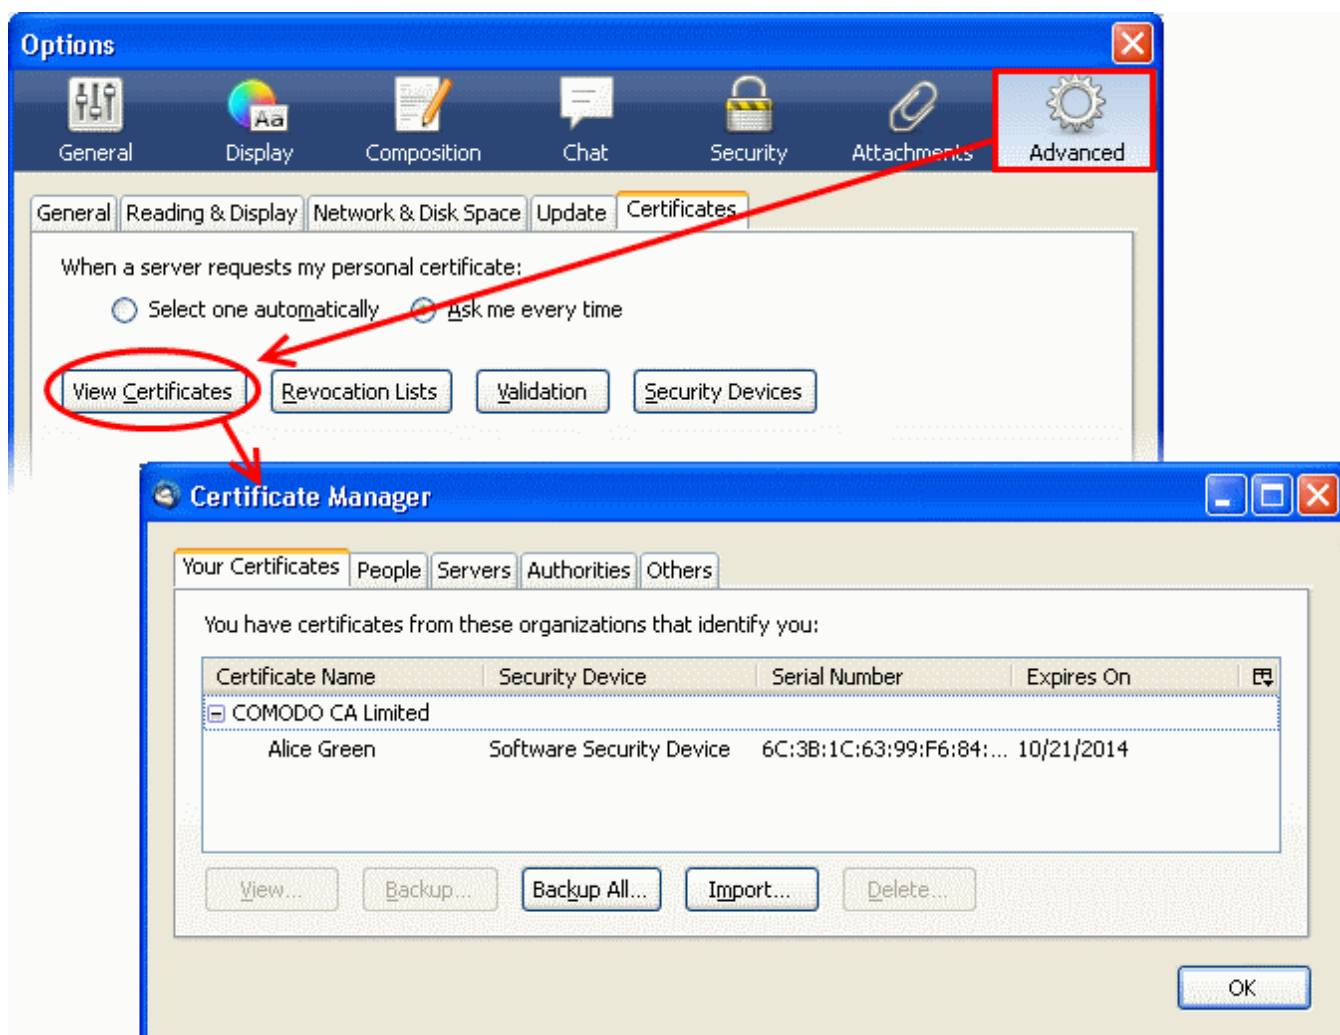 Options
General Display Composition Chat Security Attachments Advanced
General Reading & Display Network & Disk Space Update Certificates
When a server requests my personal certificate:
Select one automatically Ask me every time
View Certificates Revocation Lists Validation Security Devices
Certificate Manager
Your Certificates People Servers Authorities Others
You have certificates from these organizations that identify you:
Certificate Name Security Device Serial Number Expires On
COMODO CA Limited
Alice Green Software Security Device 6C:3B:1C:63:99:F6:84:... 10/21/2014
View... Backup... Backup All... Import... Delete...
OK